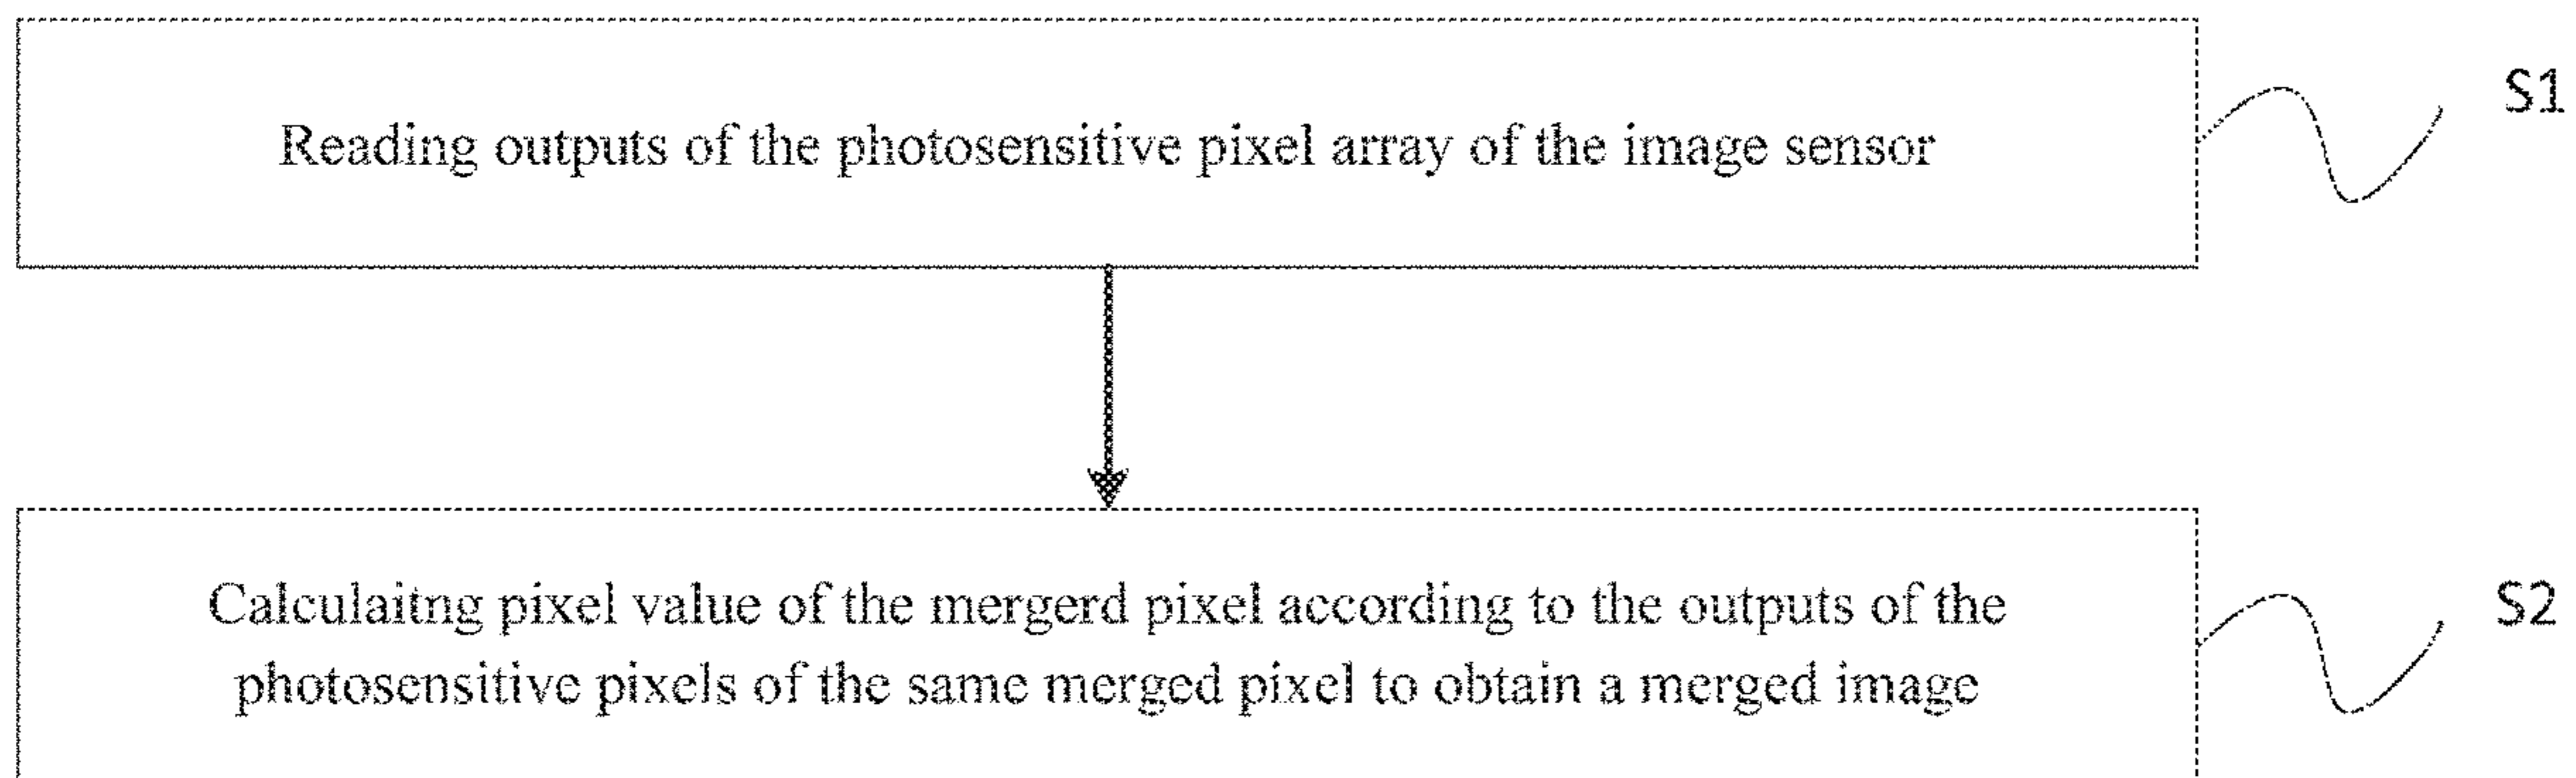 Reading outputs of the photosensitive pixel array of the image sensor
S1
Calculaitng pixel value of the mergerd pixel according to the outputs of the
photosensitive pixels of the same merged pixel to obtain a merged image
S2